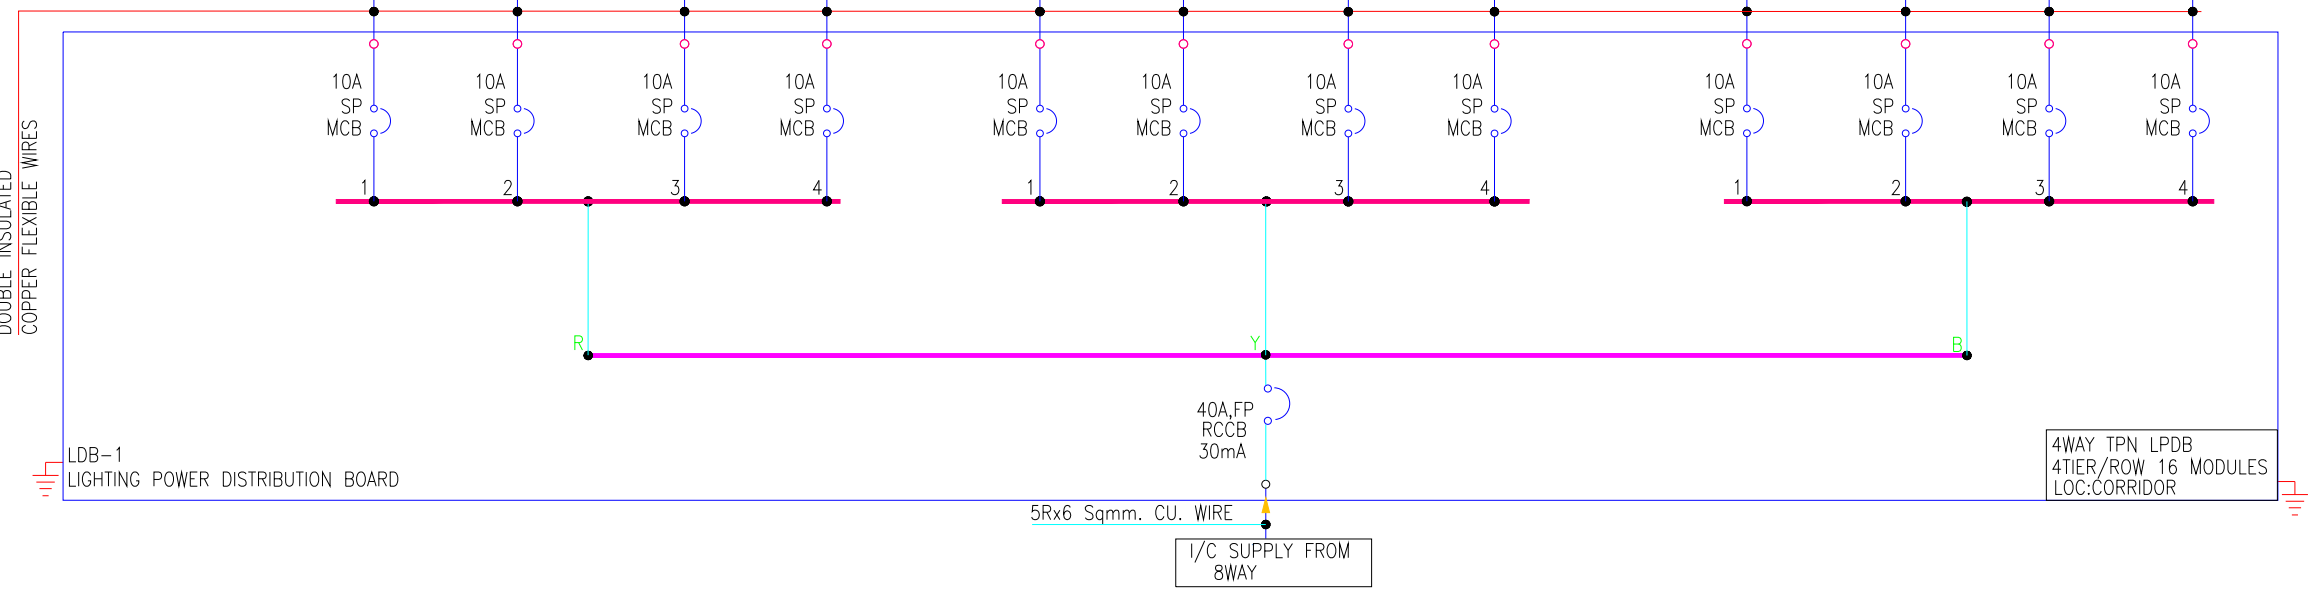 DOUBLE INSULATED
COPPER FLEXIBLE WIRES
10A
SP
MCB
1
10A
SP
MCB
2
10A
SP
MCB
3
10A
SP
MCB
4
10A
SP
MCB
1
10A
SP
MCB
2
10A
SP
MCB
3
10A
SP
MCB
4
10A
SP
MCB
1
10A
SP
MCB
2
10A
SP
MCB
3
10A
SP
MCB
4
R
Y
B
40A,FP
RCCB
30mA
LDB-1
LIGHTING POWER DISTRIBUTION BOARD
4WAY TPN LPDB
4TIER/ROW 16 MODULES
LOC:CORRIDOR
5Rx6 Sqmm. CU. WIRE
I/C SUPPLY FROM
8WAY